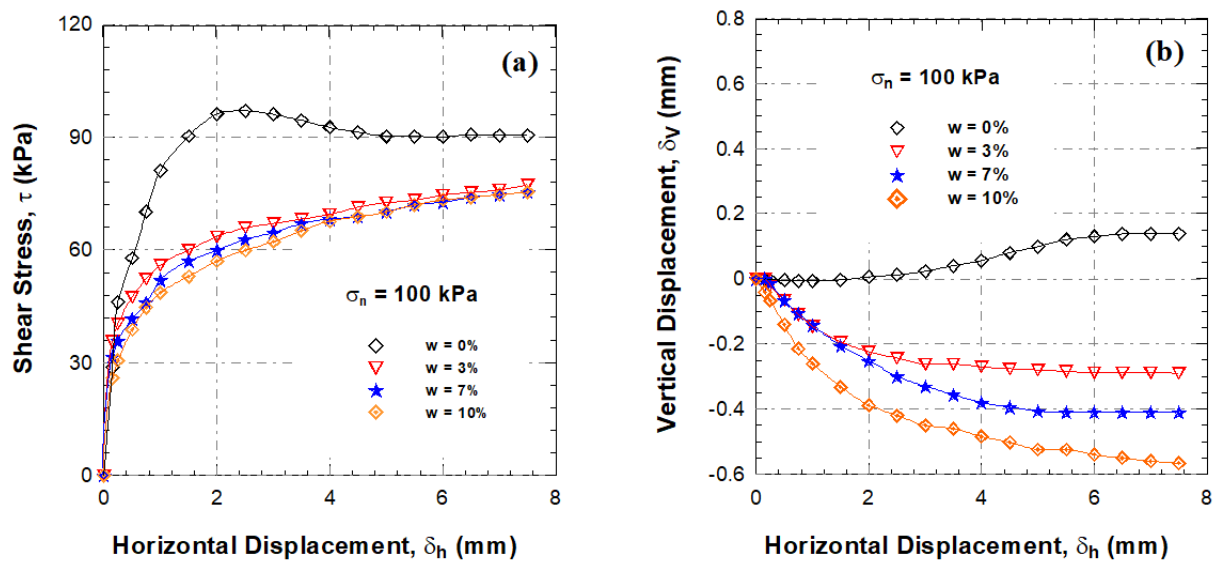 120
90
60
30
0
Shear Stress, τ (kPa)
(a)
σn = 100 kPa
w = 0%
w = 3%
w = 7%
w = 10%
0 2 4 6 8
Horizontal Displacement, δh (mm)
0.8
0.6
0.4
0.2
0
-0.2
-0.4
-0.6
Vertical Displacement, δv (mm)
(b)
σn = 100 kPa
w = 0%
w = 3%
w = 7%
w = 10%
0 2 4 6 8
Horizontal Displacement, δh (mm)